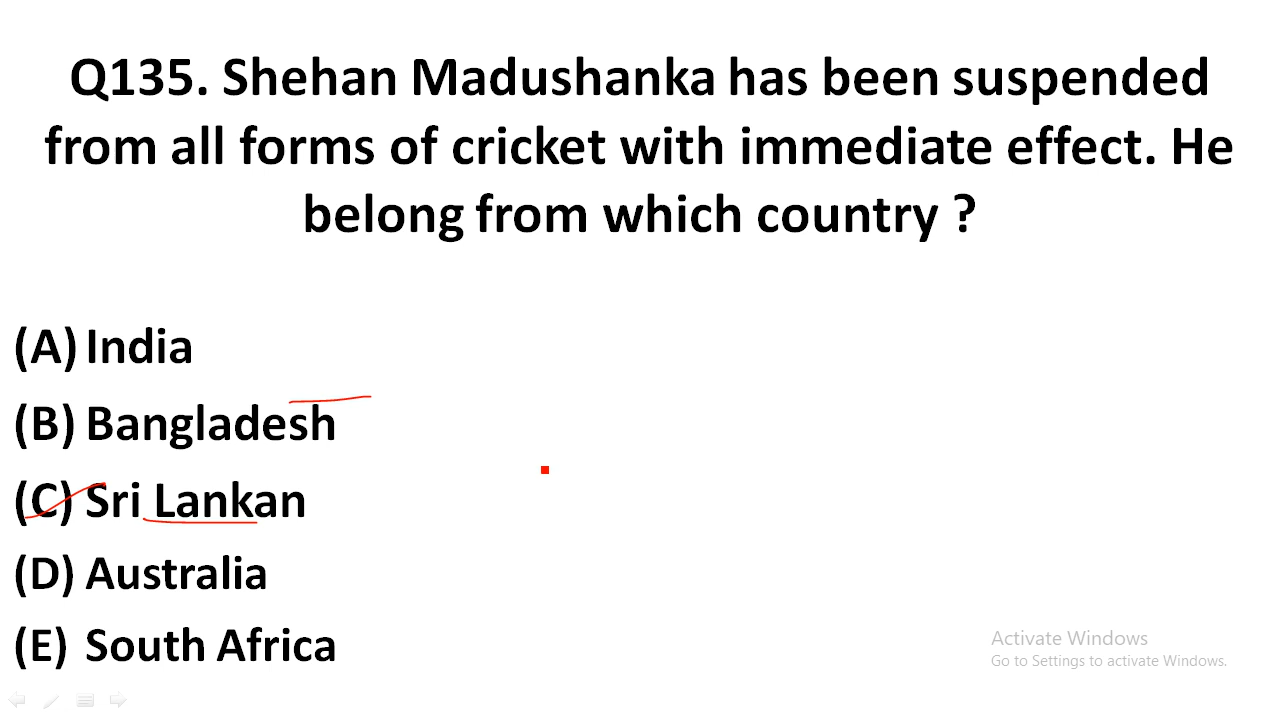 Q135. Shehan Madushanka has been suspended
from all forms of cricket with immediate effect. He
belong from which country ?
(A) India
(B) Bangladesh
(C) Sri Lankan
(D) Australia
(E) South Africa
Activate Windows
Go to Settings to activate Windows.